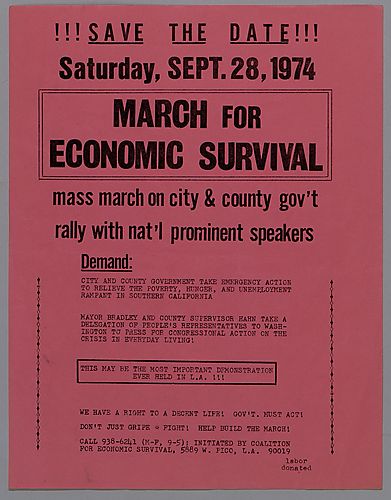 !!! SAVE THE DATE!!!
Saturday, SEPT. 28, 1974
MARCH FOR
ECONOMIC SURVIVAL
mass march on city & county gov't
rally with nat'l prominent speakers
Demand:
CITY AND COUNTY GOVERNMENT TAKE EMERGENCY ACTION
TO RELIEVE THE POVERTY, HUNGER, AND UNEMPLOYMENT
RAMPANT IN SOUTHERN CALIFORNIA
MAYOR BRADLEY AND COUNTY SUPERVISOR HAHN TAKE A
DELEGATION OF PEOPLE'S REPRESENTATIVES TO WASH-
INGTON TO PRESS FOR CONGRESSIONAL ACTION ON THE
CRISIS IN EVERYDAY LIVING!
THIS MAY BE THE MOST IMPORTANT DEMONSTRATION
EVER HELD IN L.A. !!!
WE HAVE A RIGHT TO A DECENT LIFE! GOV'T. MUST ACT!
DON'T JUST GRIPE - FIGHT! HELP BUILD THE MARCH!
CALL 938-6241 (M-F, 9-5); INITIATED BY COALITION
FOR ECONOMIC SURVIVAL, 5889 W. PICO, L.A. 90019
labor
donated